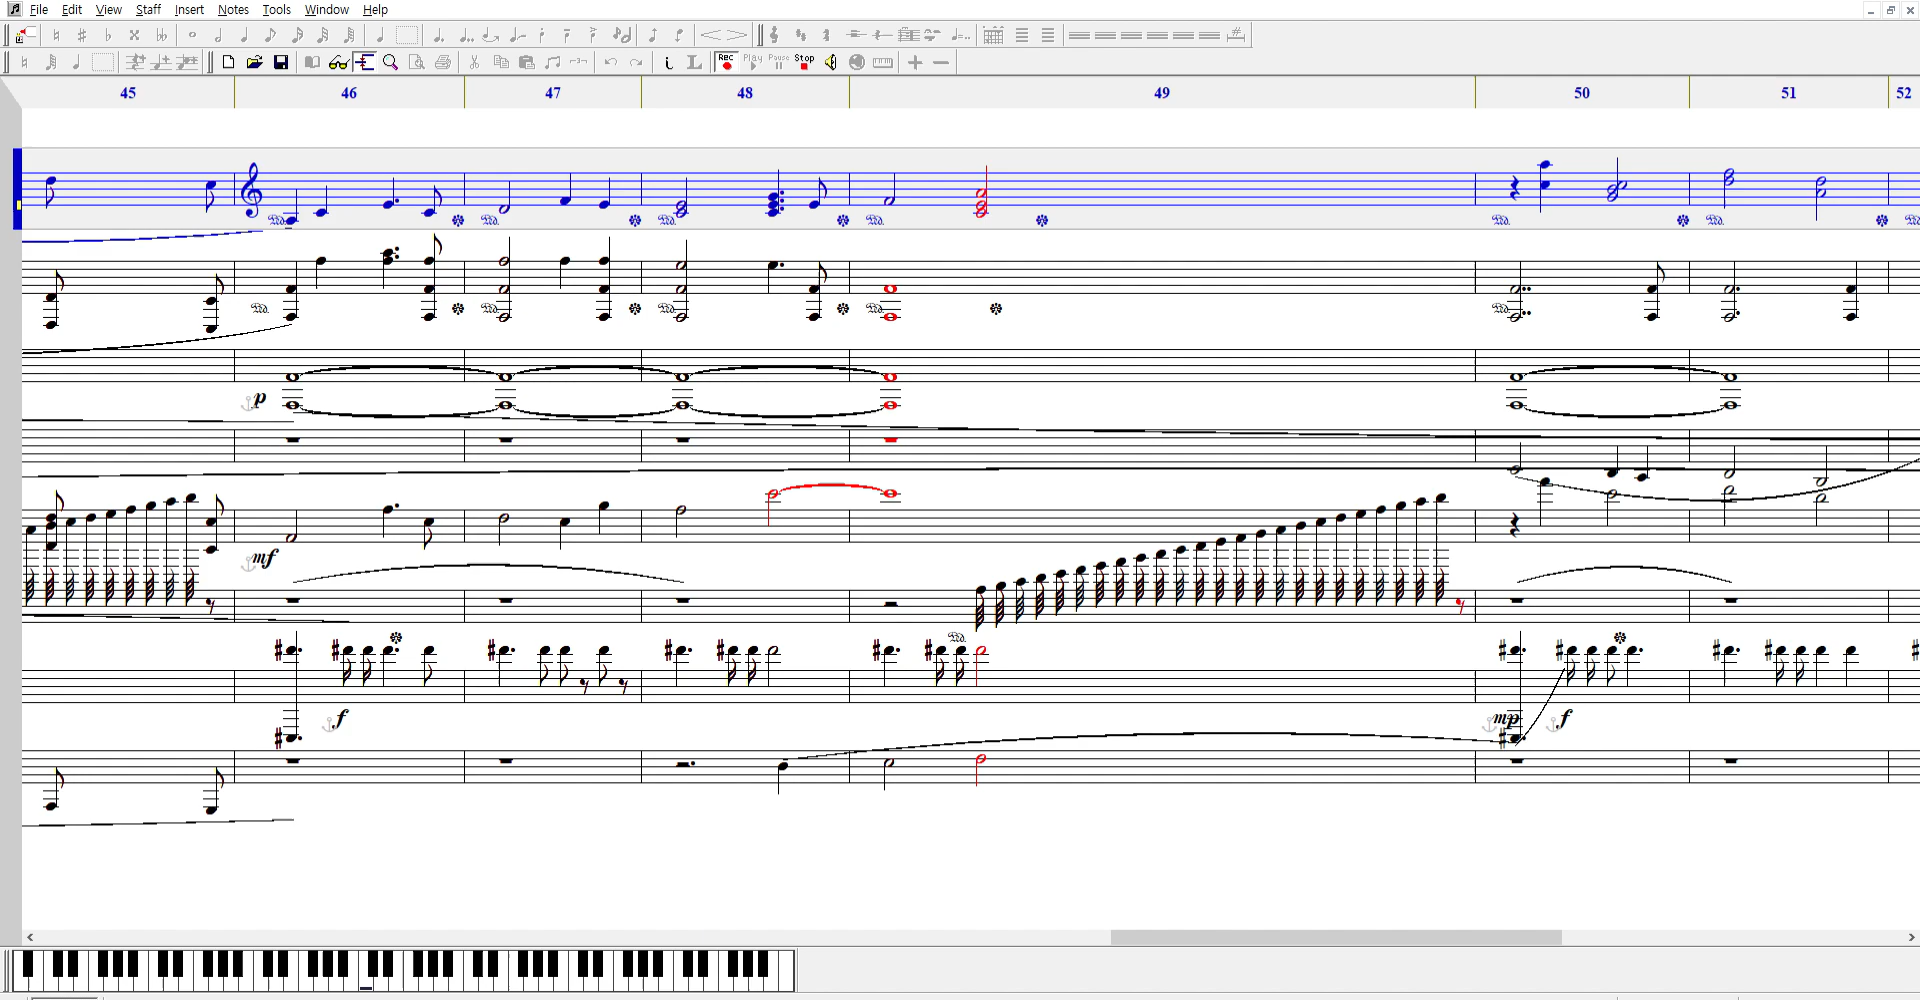 File Edit View Staff Insert Notes Tools Window Help
Rec Play Pause Stop
45 46 47 48 49 50 51 52
p
mf
f mp f